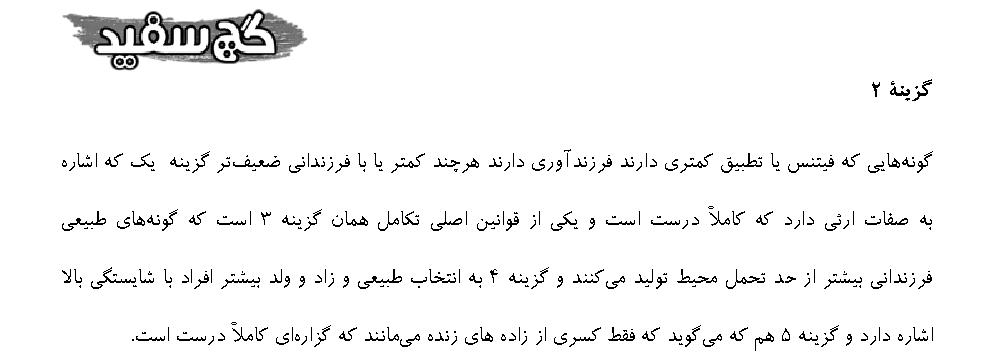 گچ سفید
گزینهٔ ۲
گونه‌هایی که فیتنس یا تطبیق کمتری دارند فرزندآوری دارند هرچند کمتر یا با فرزندانی ضعیف‌تر گزینه یک که اشاره
به صفات ارثی دارد که کاملاً درست است و یکی از قوانین اصلی تکامل همان گزینه ۳ است که گونه‌های طبیعی
فرزندانی بیشتر از حد تحمل محیط تولید می‌کنند و گزینه ۴ به انتخاب طبیعی و زاد و ولد بیشتر افراد با شایستگی بالا
اشاره دارد و گزینه ۵ هم که می‌گوید که فقط کسری از زاده های زنده می‌مانند که گزاره‌ای کاملاً درست است.